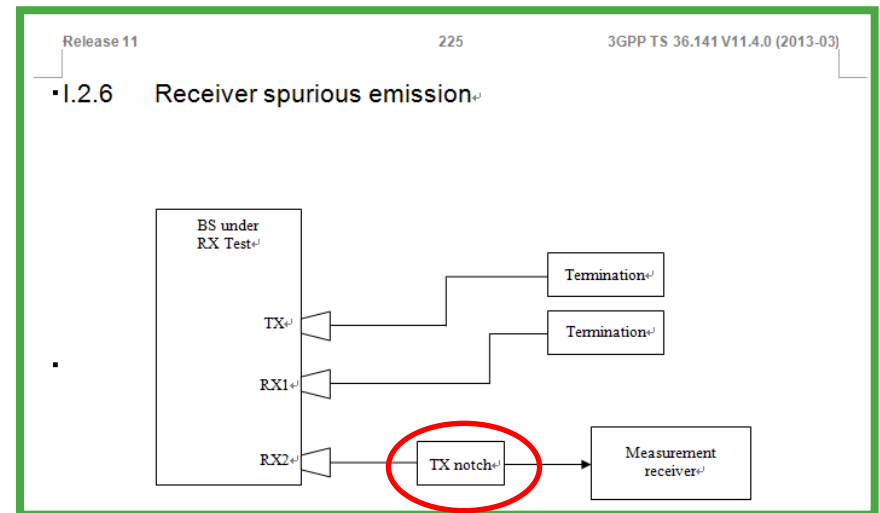 Release 11 225 3GPP TS 36.141 V11.4.0 (2013-03)
I.2.6 Receiver spurious emission
BS under
RX Test
Termination
TX
Termination
RX1
RX2
TX notch
Measurement
receiver